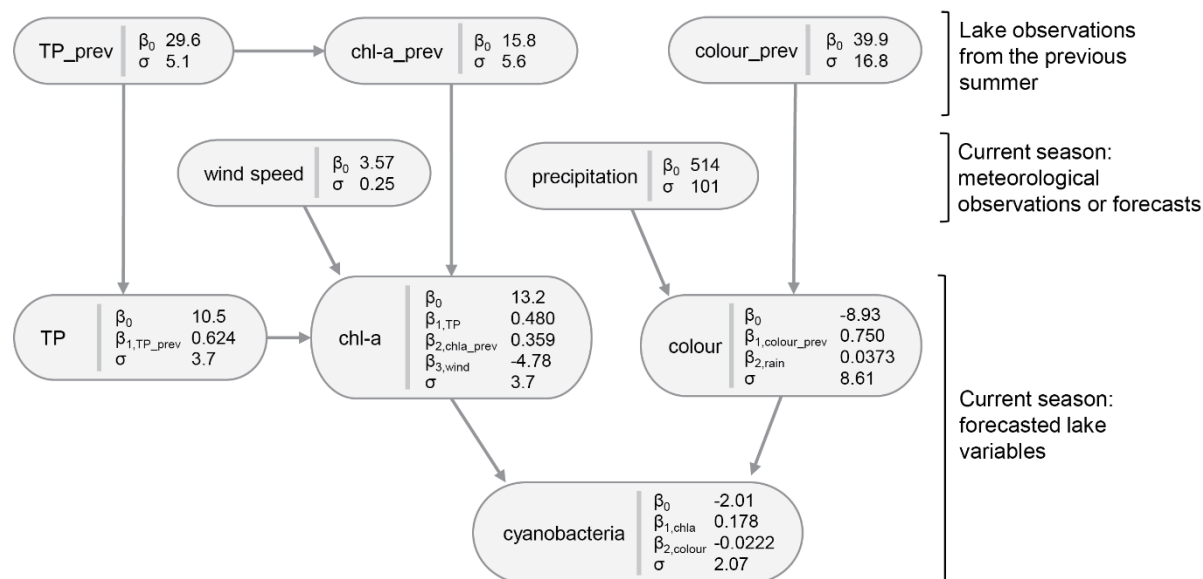 TP_prev
β0 29.6
σ 5.1
chl-a_prev
β0 15.8
σ 5.6
colour_prev
β0 39.9
σ 16.8
Lake observations
from the previous
summer
wind speed
β0 3.57
σ 0.25
precipitation
β0 514
σ 101
Current season:
meteorological
observations or forecasts
TP
β0 10.5
β1,TP_prev 0.624
σ 3.7
chl-a
β0 13.2
β1,TP 0.480
β2,chla_prev 0.359
β3,wind -4.78
σ 3.7
colour
β0 -8.93
β1,colour_prev 0.750
β2,rain 0.0373
σ 8.61
Current season:
forecasted lake
variables
cyanobacteria
β0 -2.01
β1,chla 0.178
β2,colour -0.0222
σ 2.07